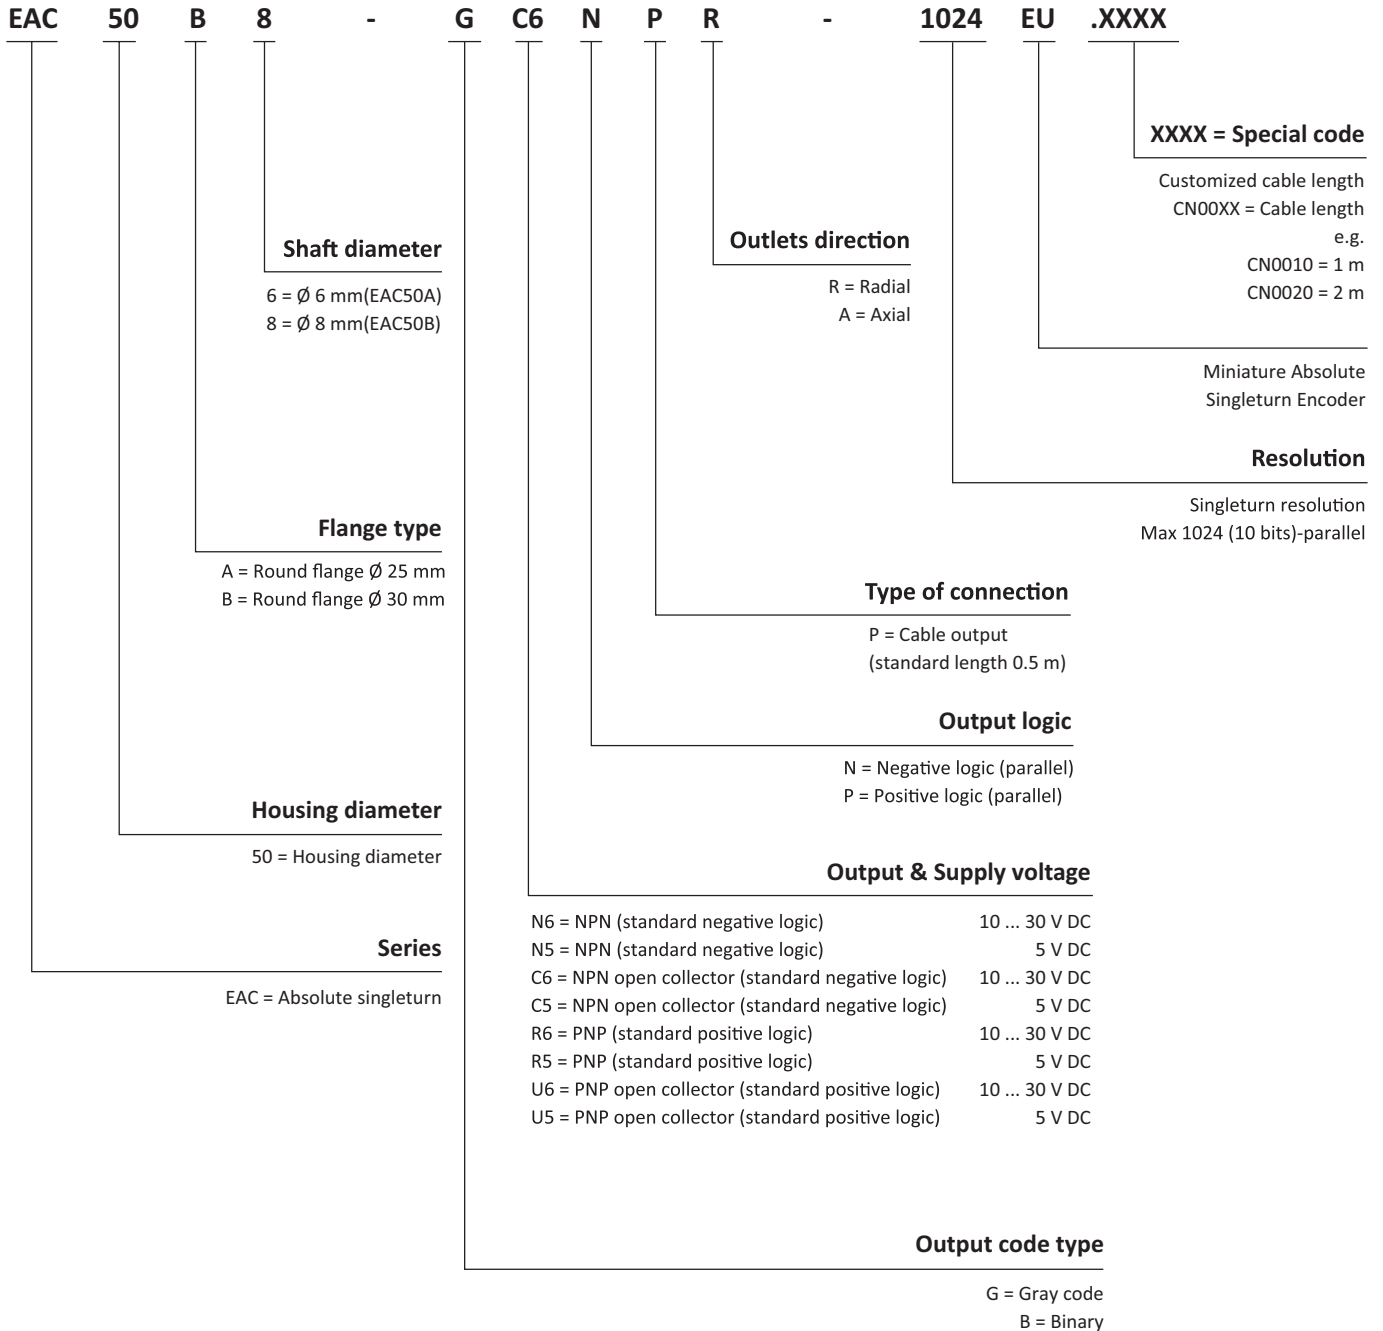 EAC 50 B 8 - G C6 N P R - 1024 EU .XXXX
XXXX = Special code
Customized cable length
CN00XX = Cable length
e.g.
CN0010 = 1 m
CN0020 = 2 m
Outlets direction
R = Radial
A = Axial
Shaft diameter
6 = Ø 6 mm(EAC50A)
8 = Ø 8 mm(EAC50B)
Miniature Absolute
Singleturn Encoder
Resolution
Singleturn resolution
Max 1024 (10 bits)-parallel
Flange type
A = Round flange Ø 25 mm
B = Round flange Ø 30 mm
Type of connection
P = Cable output
(standard length 0.5 m)
Output logic
N = Negative logic (parallel)
P = Positive logic (parallel)
Housing diameter
50 = Housing diameter
Output & Supply voltage
N6 = NPN (standard negative logic) 10 ... 30 V DC
N5 = NPN (standard negative logic) 5 V DC
C6 = NPN open collector (standard negative logic) 10 ... 30 V DC
C5 = NPN open collector (standard negative logic) 5 V DC
R6 = PNP (standard positive logic) 10 ... 30 V DC
R5 = PNP (standard positive logic) 5 V DC
U6 = PNP open collector (standard positive logic) 10 ... 30 V DC
U5 = PNP open collector (standard positive logic) 5 V DC
Series
EAC = Absolute singleturn
Output code type
G = Gray code
B = Binary